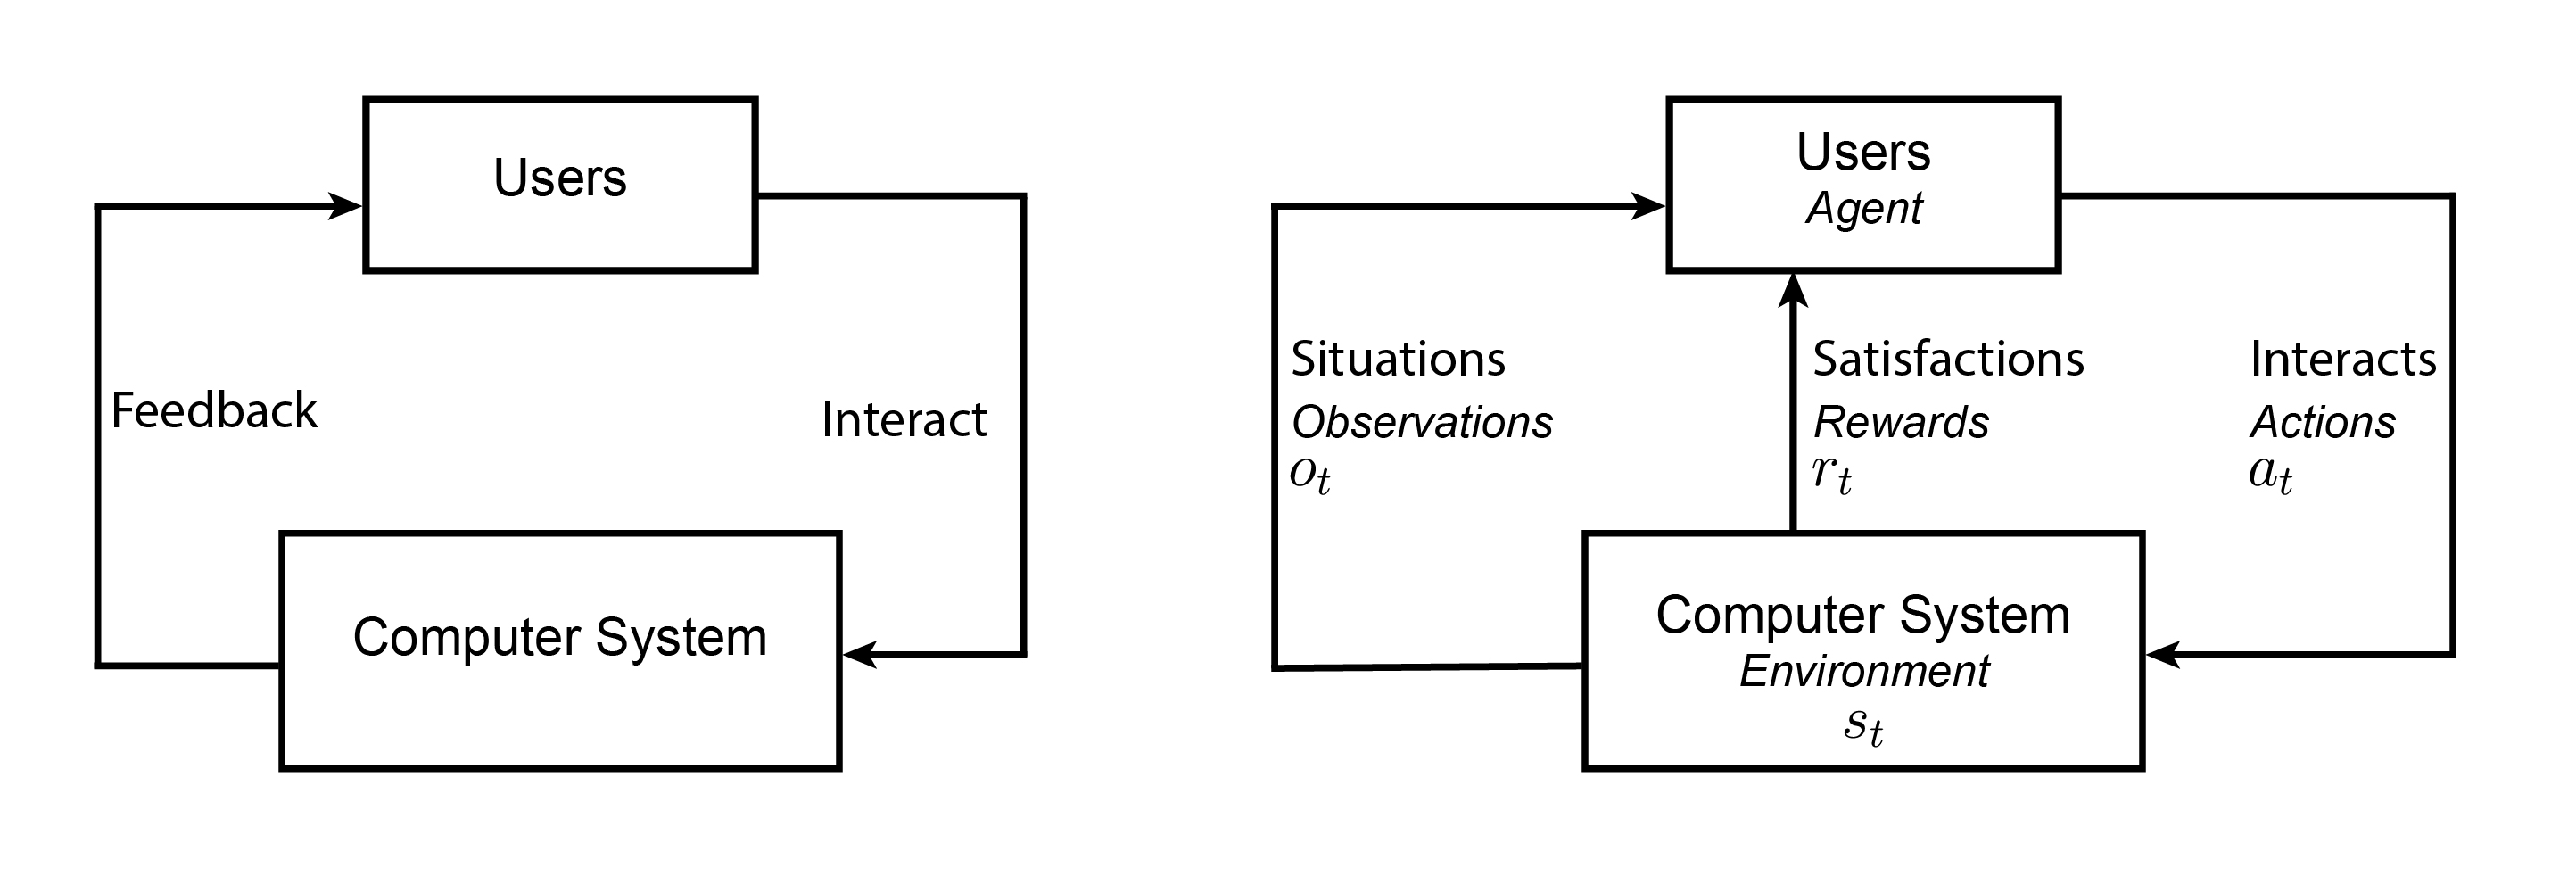 Users
Feedback
Interact
Computer System
Users
Agent
Situations
Observations
o_t
Satisfactions
Rewards
r_t
Interacts
Actions
a_t
Computer System
Environment
s_t